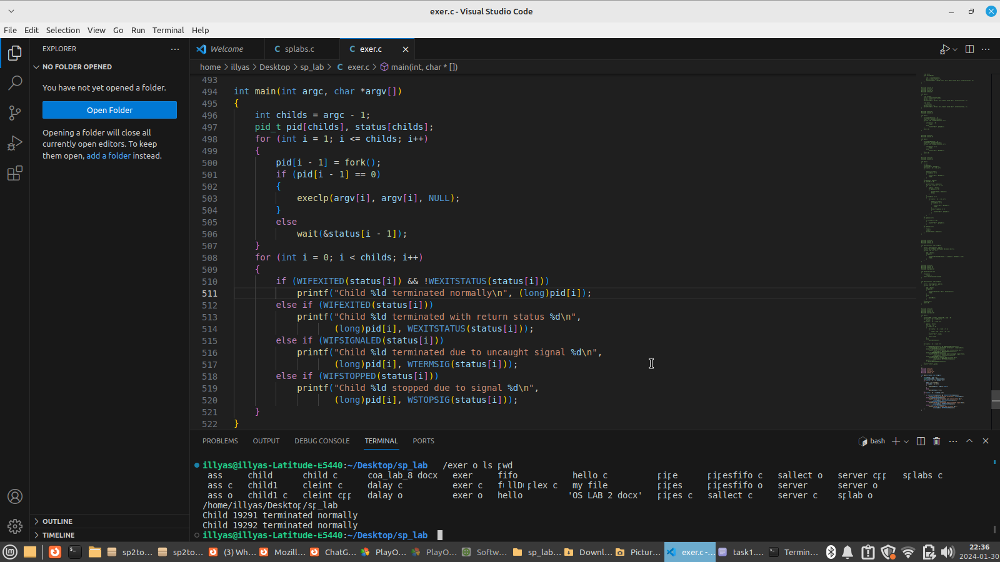 exer.c - Visual Studio Code
File Edit Selection View Go Run Terminal Help
EXPLORER
NO FOLDER OPENED
You have not yet opened a folder.
Open Folder
Opening a folder will close all
currently open editors. To keep
them open, add a folder instead.
OUTLINE
TIMELINE
Welcome splabs.c exer.c
home illyas Desktop sp_lab exer.c main(int, char * [])
493
494 int main(int argc, char *argv[])
495 {
496 int childs = argc - 1;
497 pid_t pid[childs], status[childs];
498 for (int i = 1; i <= childs; i++)
499 {
500 pid[i - 1] = fork();
501 if (pid[i - 1] == 0)
502 {
503 execlp(argv[i], argv[i], NULL);
504 }
505 else
506 wait(&status[i - 1]);
507 }
508 for (int i = 0; i < childs; i++)
509 {
510 if (WIFEXITED(status[i]) && !WEXITSTATUS(status[i]))
511 printf("Child %ld terminated normally\n", (long)pid[i]);
512 else if (WIFEXITED(status[i]))
513 printf("Child %ld terminated with return status %d\n",
514 (long)pid[i], WEXITSTATUS(status[i]));
515 else if (WIFSIGNALED(status[i]))
516 printf("Child %ld terminated due to uncaught signal %d\n",
517 (long)pid[i], WTERMSIG(status[i]));
518 else if (WIFSTOPPED(status[i]))
519 printf("Child %ld stopped due to signal %d\n",
520 (long)pid[i], WSTOPSIG(status[i]));
521 }
522 }
PROBLEMS OUTPUT DEBUG CONSOLE TERMINAL PORTS bash
illyas@illyas-Latitude-E5440:~/Desktop/sp_lab /exer o ls pwd
ass child child c coa_lab_8 docx exer fifo hello c pipe pipesfifo c sallect o server cpp splabs c
ass c child1 cleint c dalay c exer c fullDuplex c my file pipes pipesfifo o server server o
ass o child1 c cleint cpp dalay o exer o hello 'OS LAB 2 docx' pipes c sallect c server c splab o
/home/illyas/Desktop/sp_lab
Child 19291 terminated normally
Child 19292 terminated normally
illyas@illyas-Latitude-E5440:~/Desktop/sp_lab
sp2to... sp2to... (3) Wh... Mozill... ChatG... PlayO... PlayO... Softw... sp_lab... Downl... Pictur... exer.c -... task1.... Termin... 22:36
2024-01-30